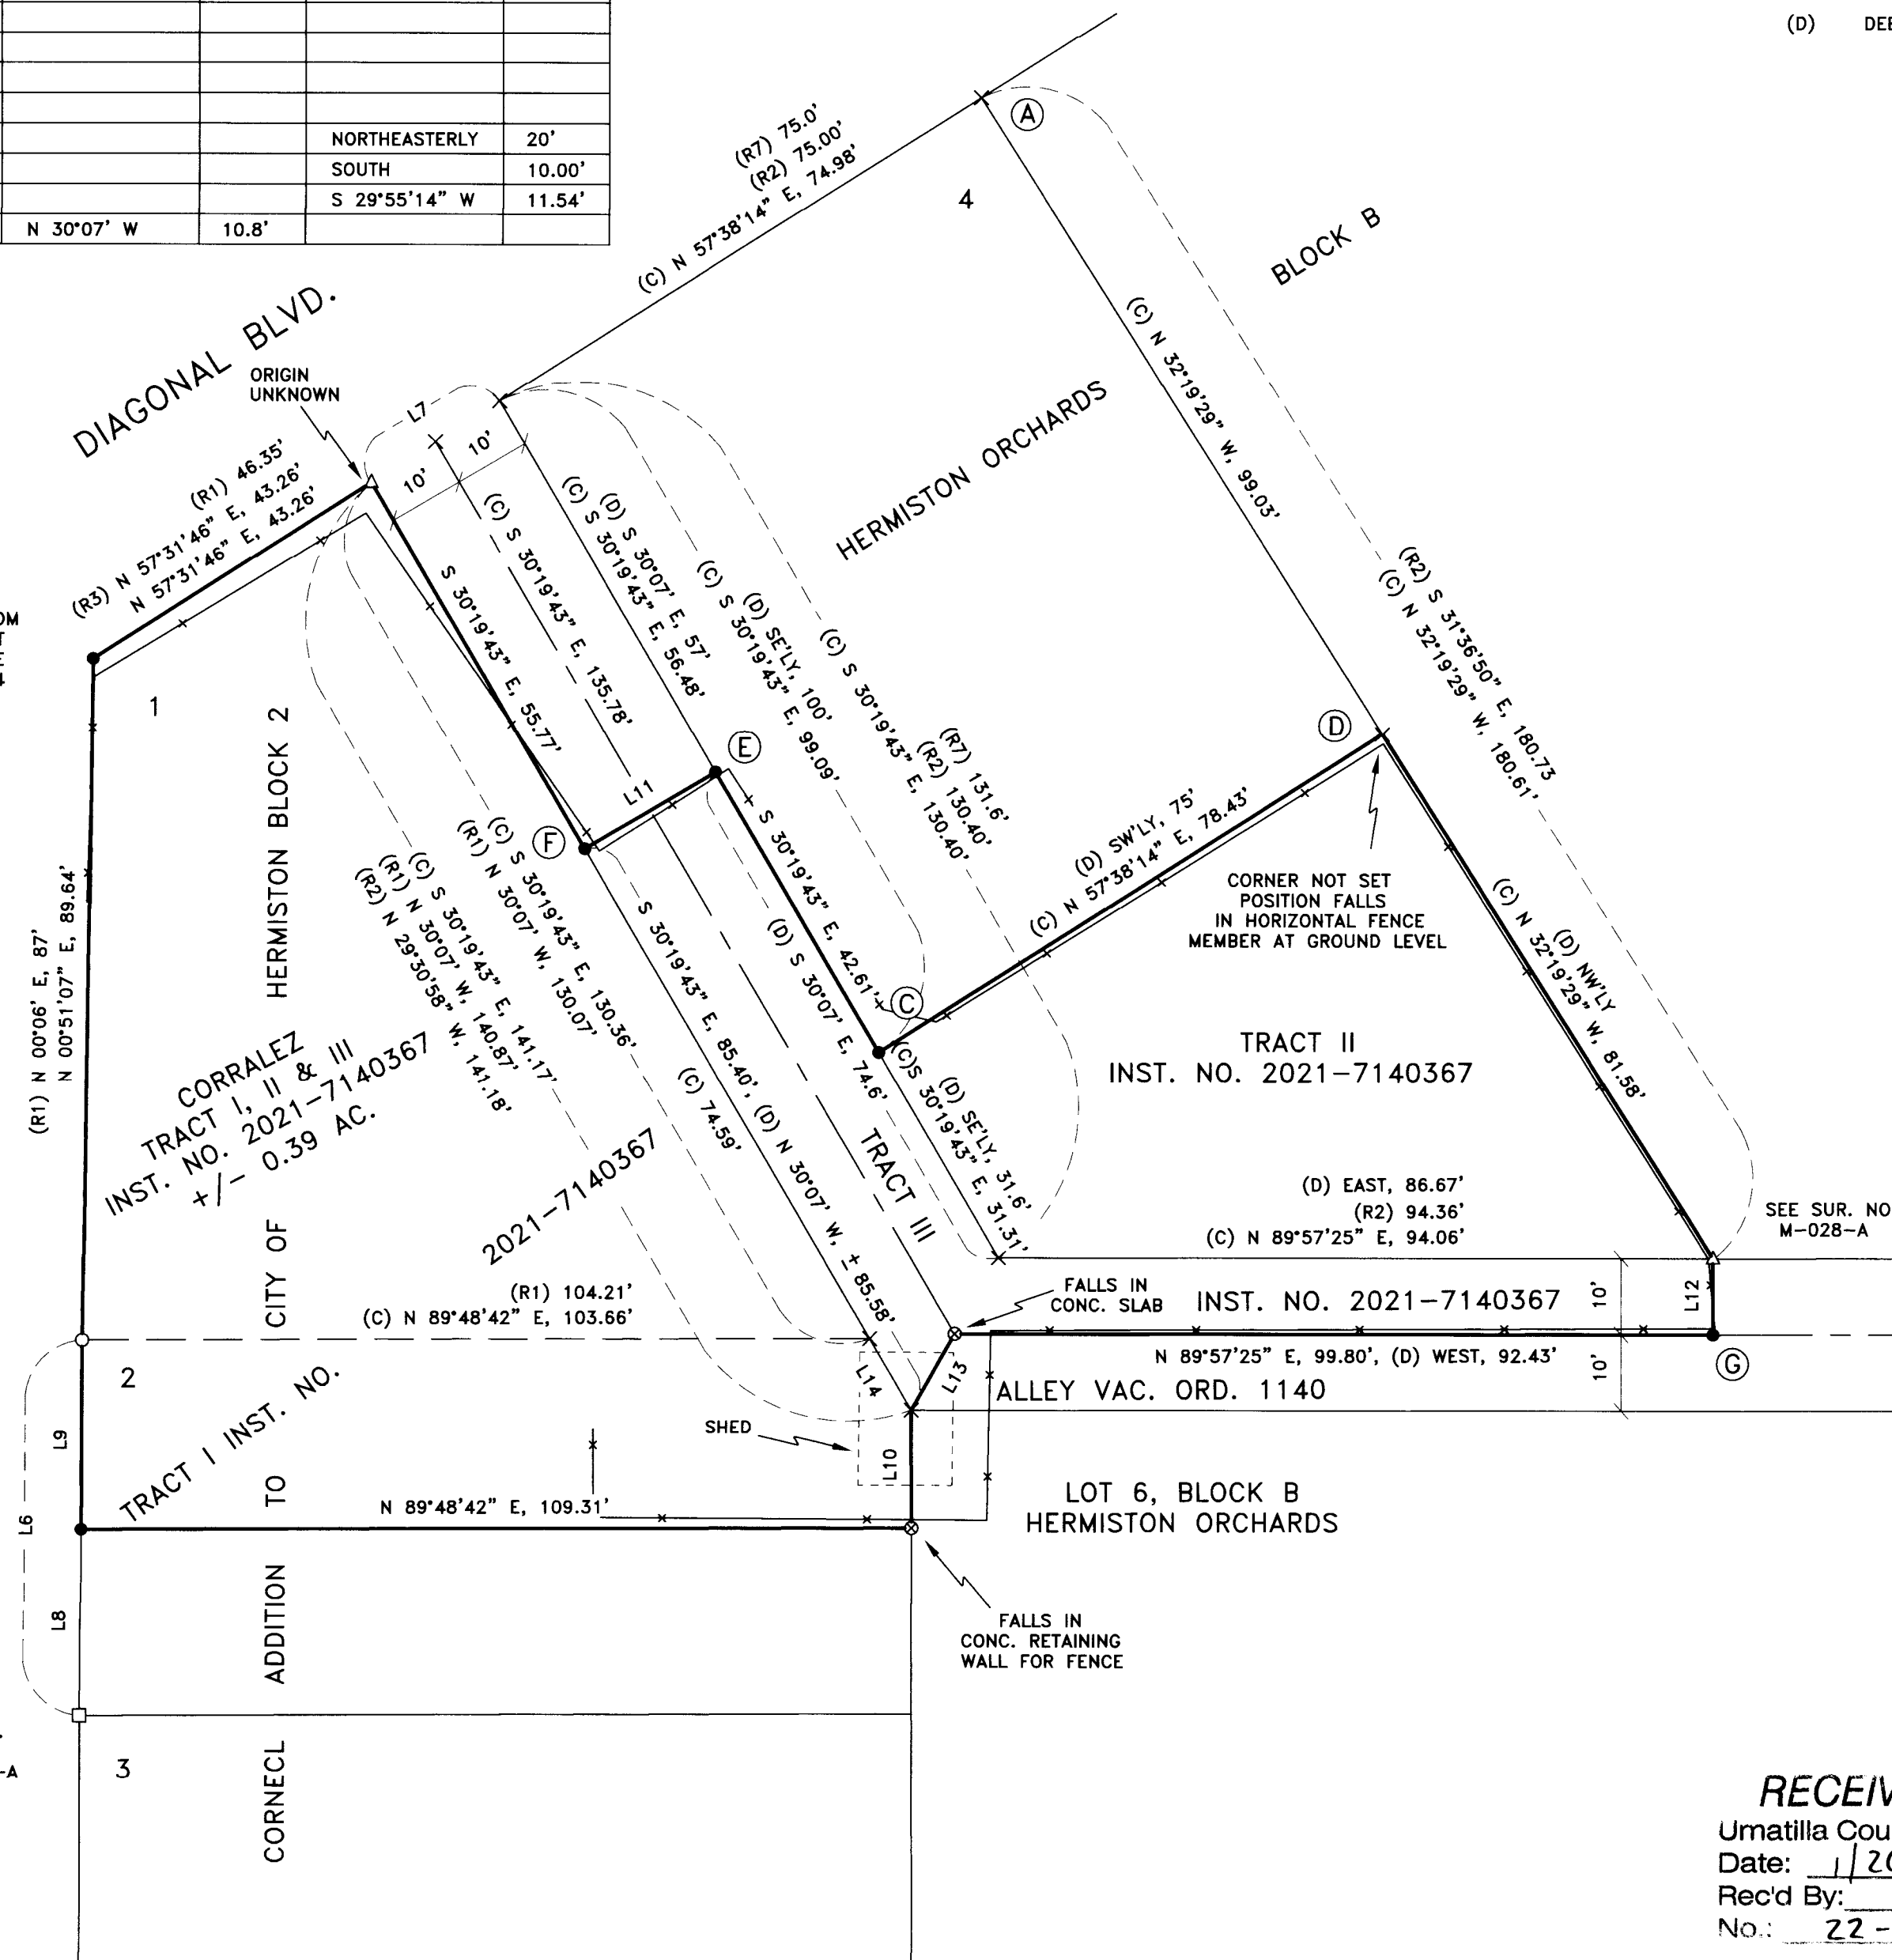 (D) DEE
NORTHEASTERLY 20'
SOUTH 10.00'
S 29°55'14" W 11.54'
N 30°07' W 10.8'
(R7) 75.0'
(R2) 75.00'
(C) N 57°38'14" E, 74.98'
A
4
BLOCK B
DIAGONAL BLVD.
ORIGIN
UNKNOWN
L7
10'
10'
(R1) 46.35'
(R3) N 57°31'46" E, 43.26'
N 57°31'46" E, 43.26'
HERMISTON ORCHARDS
(C) N 32°19'29" W, 99.03'
(R2) S 31°36'50" E, 180.73
(C) N 32°19'29" W, 180.61'
S 30°19'43" E, 55.77'
(C) S 30°19'43" E, 135.78'
(D) S 30°07' E, 57'
(C) S 30°19'43" E, 56.48'
(D) SE'LY, 100'
(C) S 30°19'43" E, 99.09'
(R7) 131.6'
(R2) 130.40'
(C) S 30°19'43" E, 130.40'
OM
T
1
E
D
F
L11
HERMISTON BLOCK 2
(R1) N 00°06' E, 87'
N 00°51'07" E, 89.64'
(C) S 30°19'43" E, 130.36'
(R1) N 30°07' W, 130.07'
(C) S 30°19'43" E, 141.17'
(R1) N 30°07' W, 140.87'
(R2) N 29°30'58" W, 141.18'
S 30°19'43" E, 42.61'
(D) S 30°07' E, 74.6'
S 30°19'43" E, 85.40', (D) N 30°07' W, ± 85.58'
(C) 74.59'
(D) SW'LY, 75'
(C) N 57°38'14" E, 78.43'
CORNER NOT SET
POSITION FALLS
IN HORIZONTAL FENCE
MEMBER AT GROUND LEVEL
(D) NW'LY
(C) N 32°19'29" W, 81.58'
C
TRACT II
INST. NO. 2021-7140367
CORRALEZ
TRACT I, II & III
INST. NO. 2021-7140367
+/- 0.39 AC.
(D) SE'LY, 31.6'
(C)S 30°19'43" E, 31.31'
TRACT III
(D) EAST, 86.67'
(R2) 94.36'
(C) N 89°57'25" E, 94.06'
SEE SUR. NO
M-028-A
2021-7140367
CITY OF
(R1) 104.21'
(C) N 89°48'42" E, 103.66'
FALLS IN
CONC. SLAB
INST. NO. 2021-7140367
10'
L12
N 89°57'25" E, 99.80', (D) WEST, 92.43'
10'
G
2
L14
L13
ALLEY VAC. ORD. 1140
TRACT I INST. NO.
SHED
L9
L10
TO
L6
N 89°48'42" E, 109.31'
LOT 6, BLOCK B
HERMISTON ORCHARDS
ADDITION
L8
FALLS IN
CONC. RETAINING
WALL FOR FENCE
-A
3
CORNECL
RECEIV
Umatilla Cou
Date: 1/20
Rec'd By:
No.: 22-